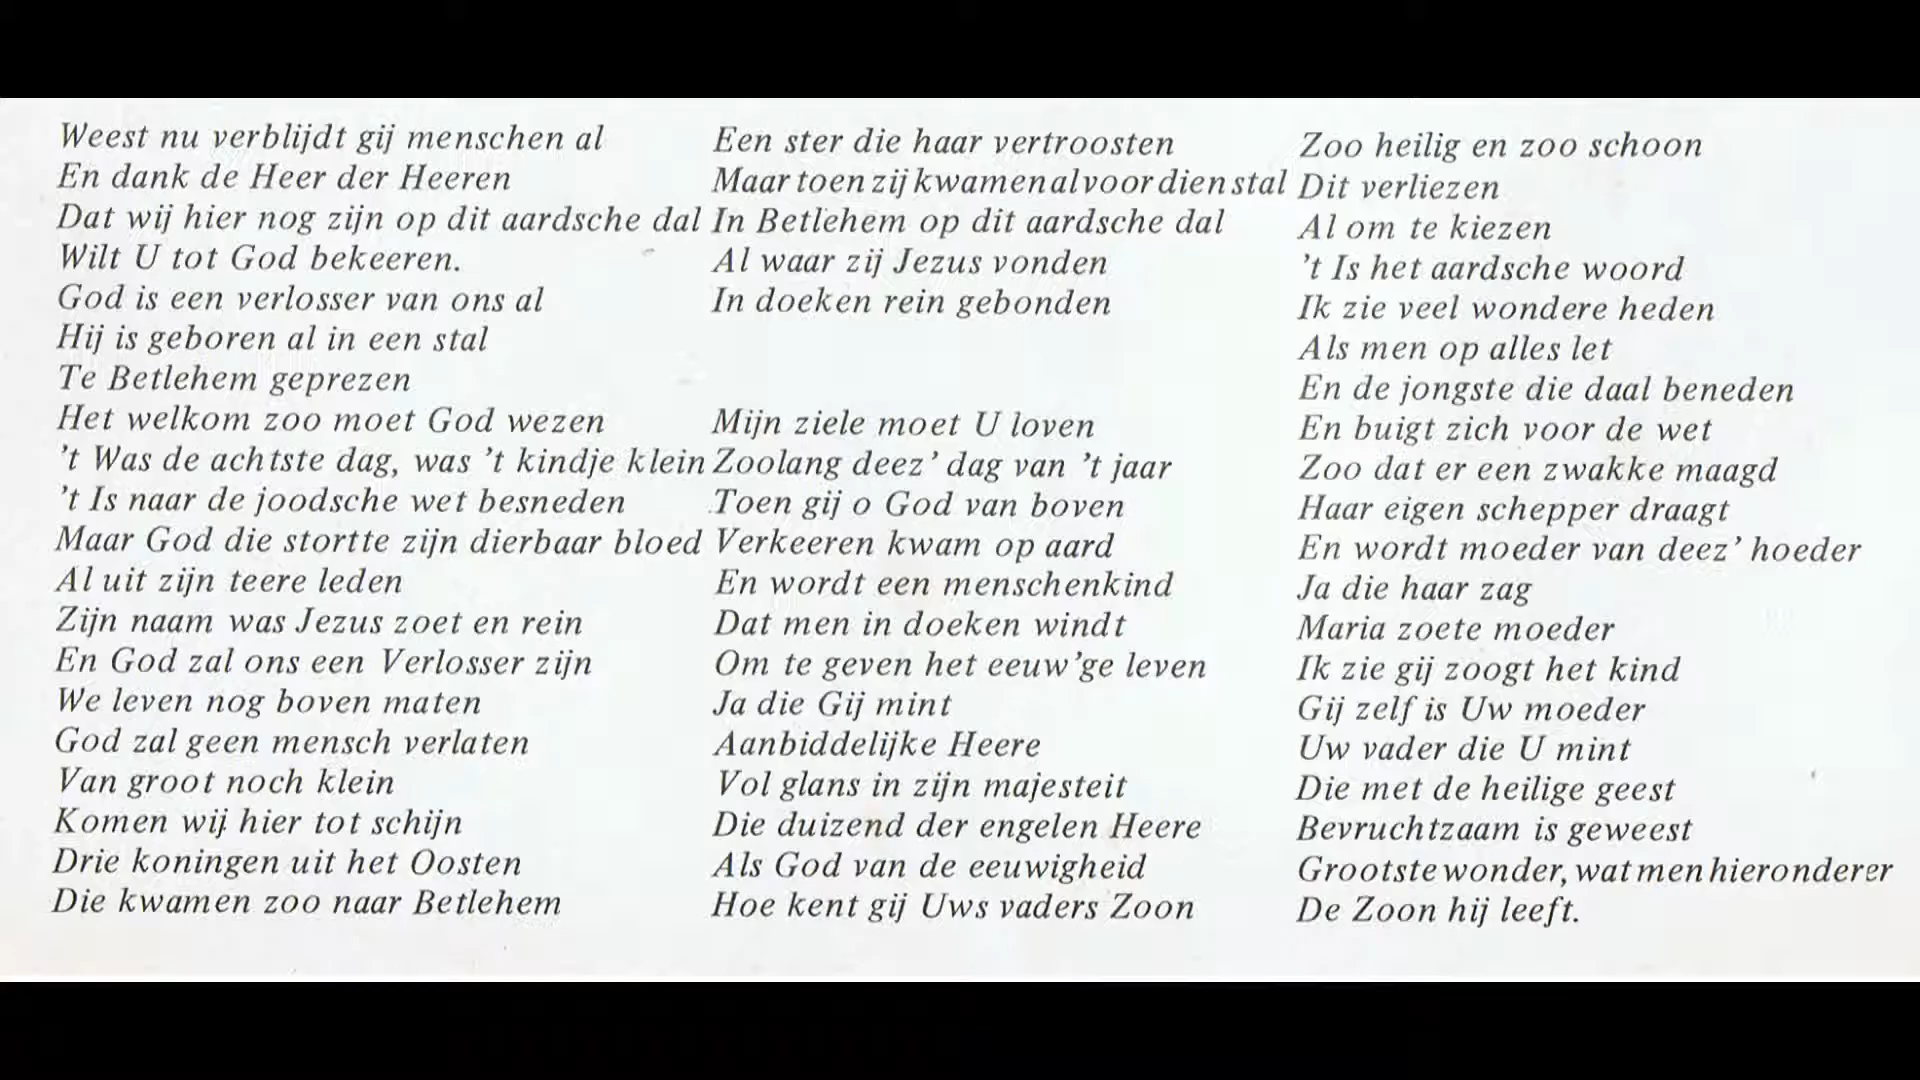 Weest nu verblijdt gij menschen al
En dank de Heer der Heeren
Dat wij hier nog zijn op dit aardsche dal
Wilt U tot God bekeeren.
God is een verlosser van ons al
Hij is geboren al in een stal
Te Betlehem geprezen
Het welkom zoo moet God wezen
't Was de achtste dag, was 't kindje klein
't Is naar de joodsche wet besneden
Maar God die stortte zijn dierbaar bloed
Al uit zijn teere leden
Zijn naam was Jezus zoet en rein
En God zal ons een Verlosser zijn
We leven nog boven maten
God zal geen mensch verlaten
Van groot noch klein
Komen wij hier tot schijn
Drie koningen uit het Oosten
Die kwamen zoo naar Betlehem
Een ster die haar vertroosten
Maar toen zij kwamen al voor dien stal
In Betlehem op dit aardsche dal
Al waar zij Jezus vonden
In doeken rein gebonden
Mijn ziele moet U loven
Zoolang deez' dag van 't jaar
Toen gij o God van boven
Verkeeren kwam op aard
En wordt een menschenkind
Dat men in doeken windt
Om te geven het eeuw'ge leven
Ja die Gij mint
Aanbiddelijke Heere
Vol glans in zijn majesteit
Die duizend der engelen Heere
Als God van de eeuwigheid
Hoe kent gij Uws vaders Zoon
Zoo heilig en zoo schoon
Dit verliezen
Al om te kiezen
't Is het aardsche woord
Ik zie veel wondere heden
Als men op alles let
En de jongste die daal beneden
En buigt zich voor de wet
Zoo dat er een zwakke maagd
Haar eigen schepper draagt
En wordt moeder van deez' hoeder
Ja die haar zag
Maria zoete moeder
Ik zie gij zoogt het kind
Gij zelf is Uw moeder
Uw vader die U mint
Die met de heilige geest
Bevruchtzaam is geweest
Grootste wonder, wat men hieronderer
De Zoon hij leeft.